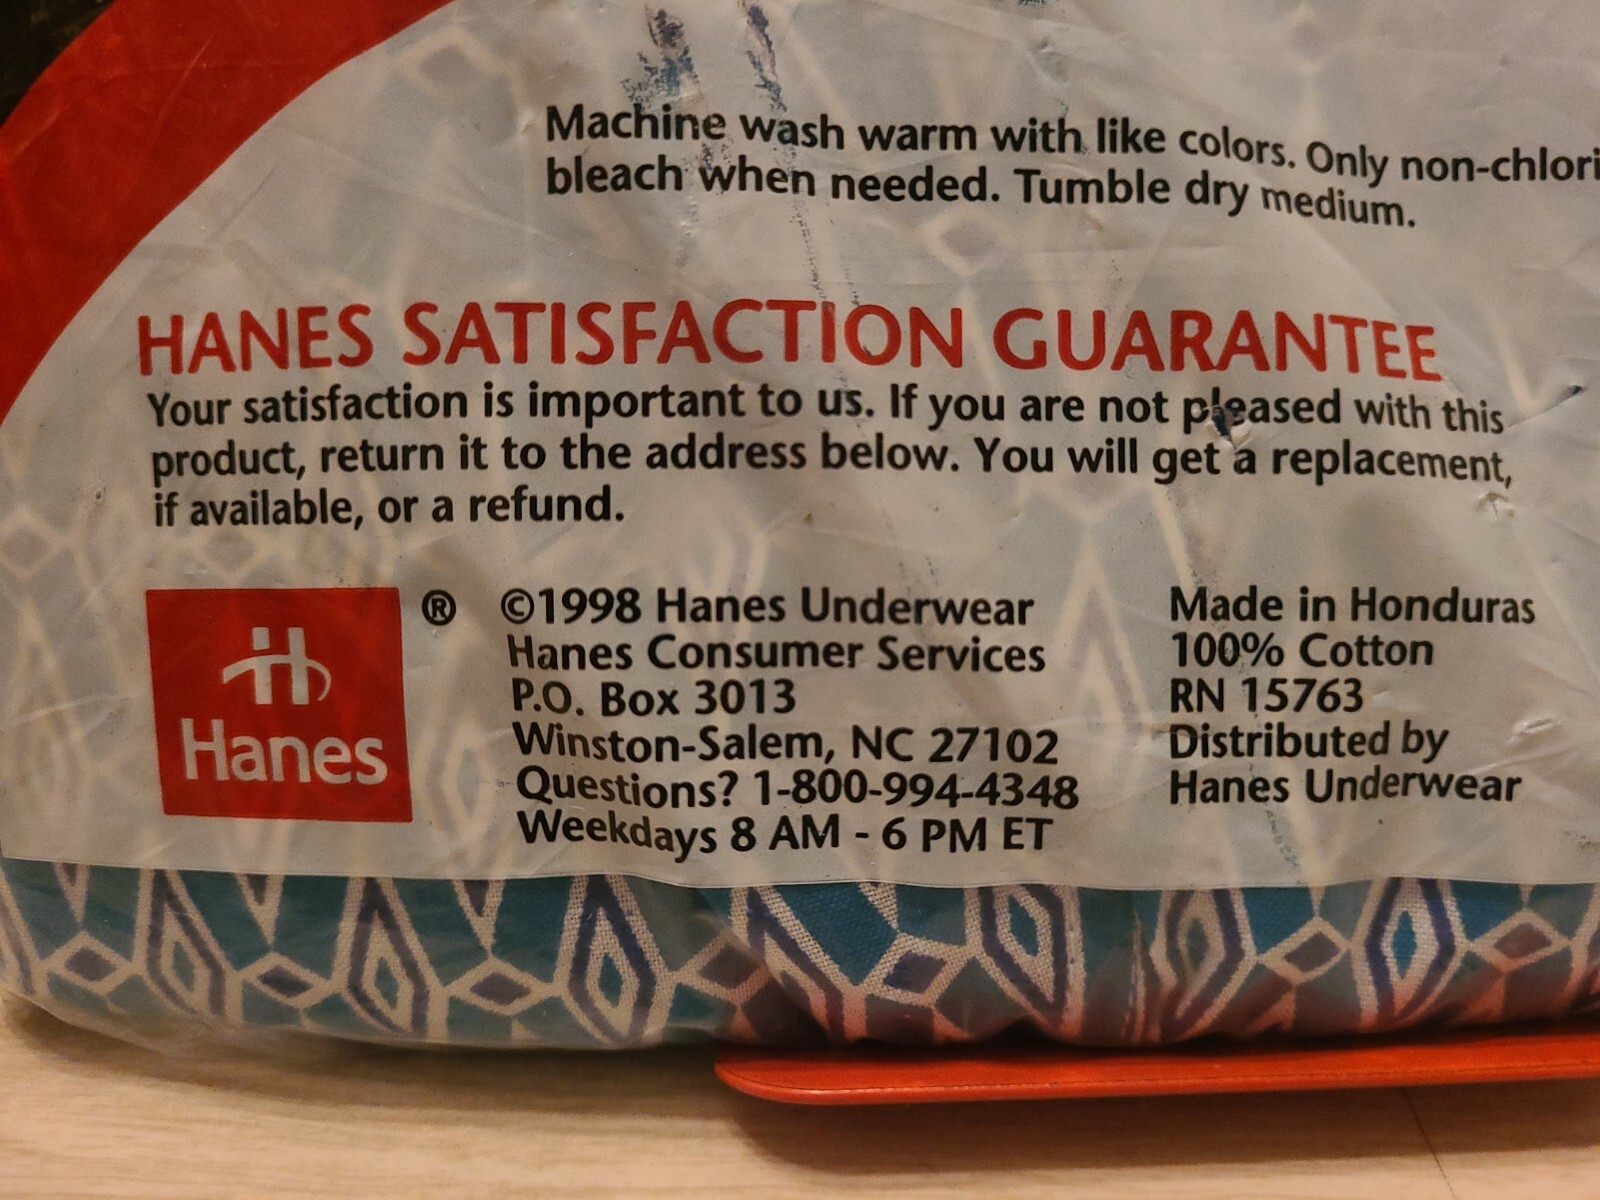 Machine wash warm with like colors. Only non-chlori
bleach when needed. Tumble dry medium.
HANES SATISFACTION GUARANTEE
Your satisfaction is important to us. If you are not pleased with this
product, return it to the address below. You will get a replacement,
if available, or a refund.
H
Hanes
®
©1998 Hanes Underwear
Hanes Consumer Services
P.O. Box 3013
Winston-Salem, NC 27102
Questions? 1-800-994-4348
Weekdays 8 AM - 6 PM ET
Made in Honduras
100% Cotton
RN 15763
Distributed by
Hanes Underwear